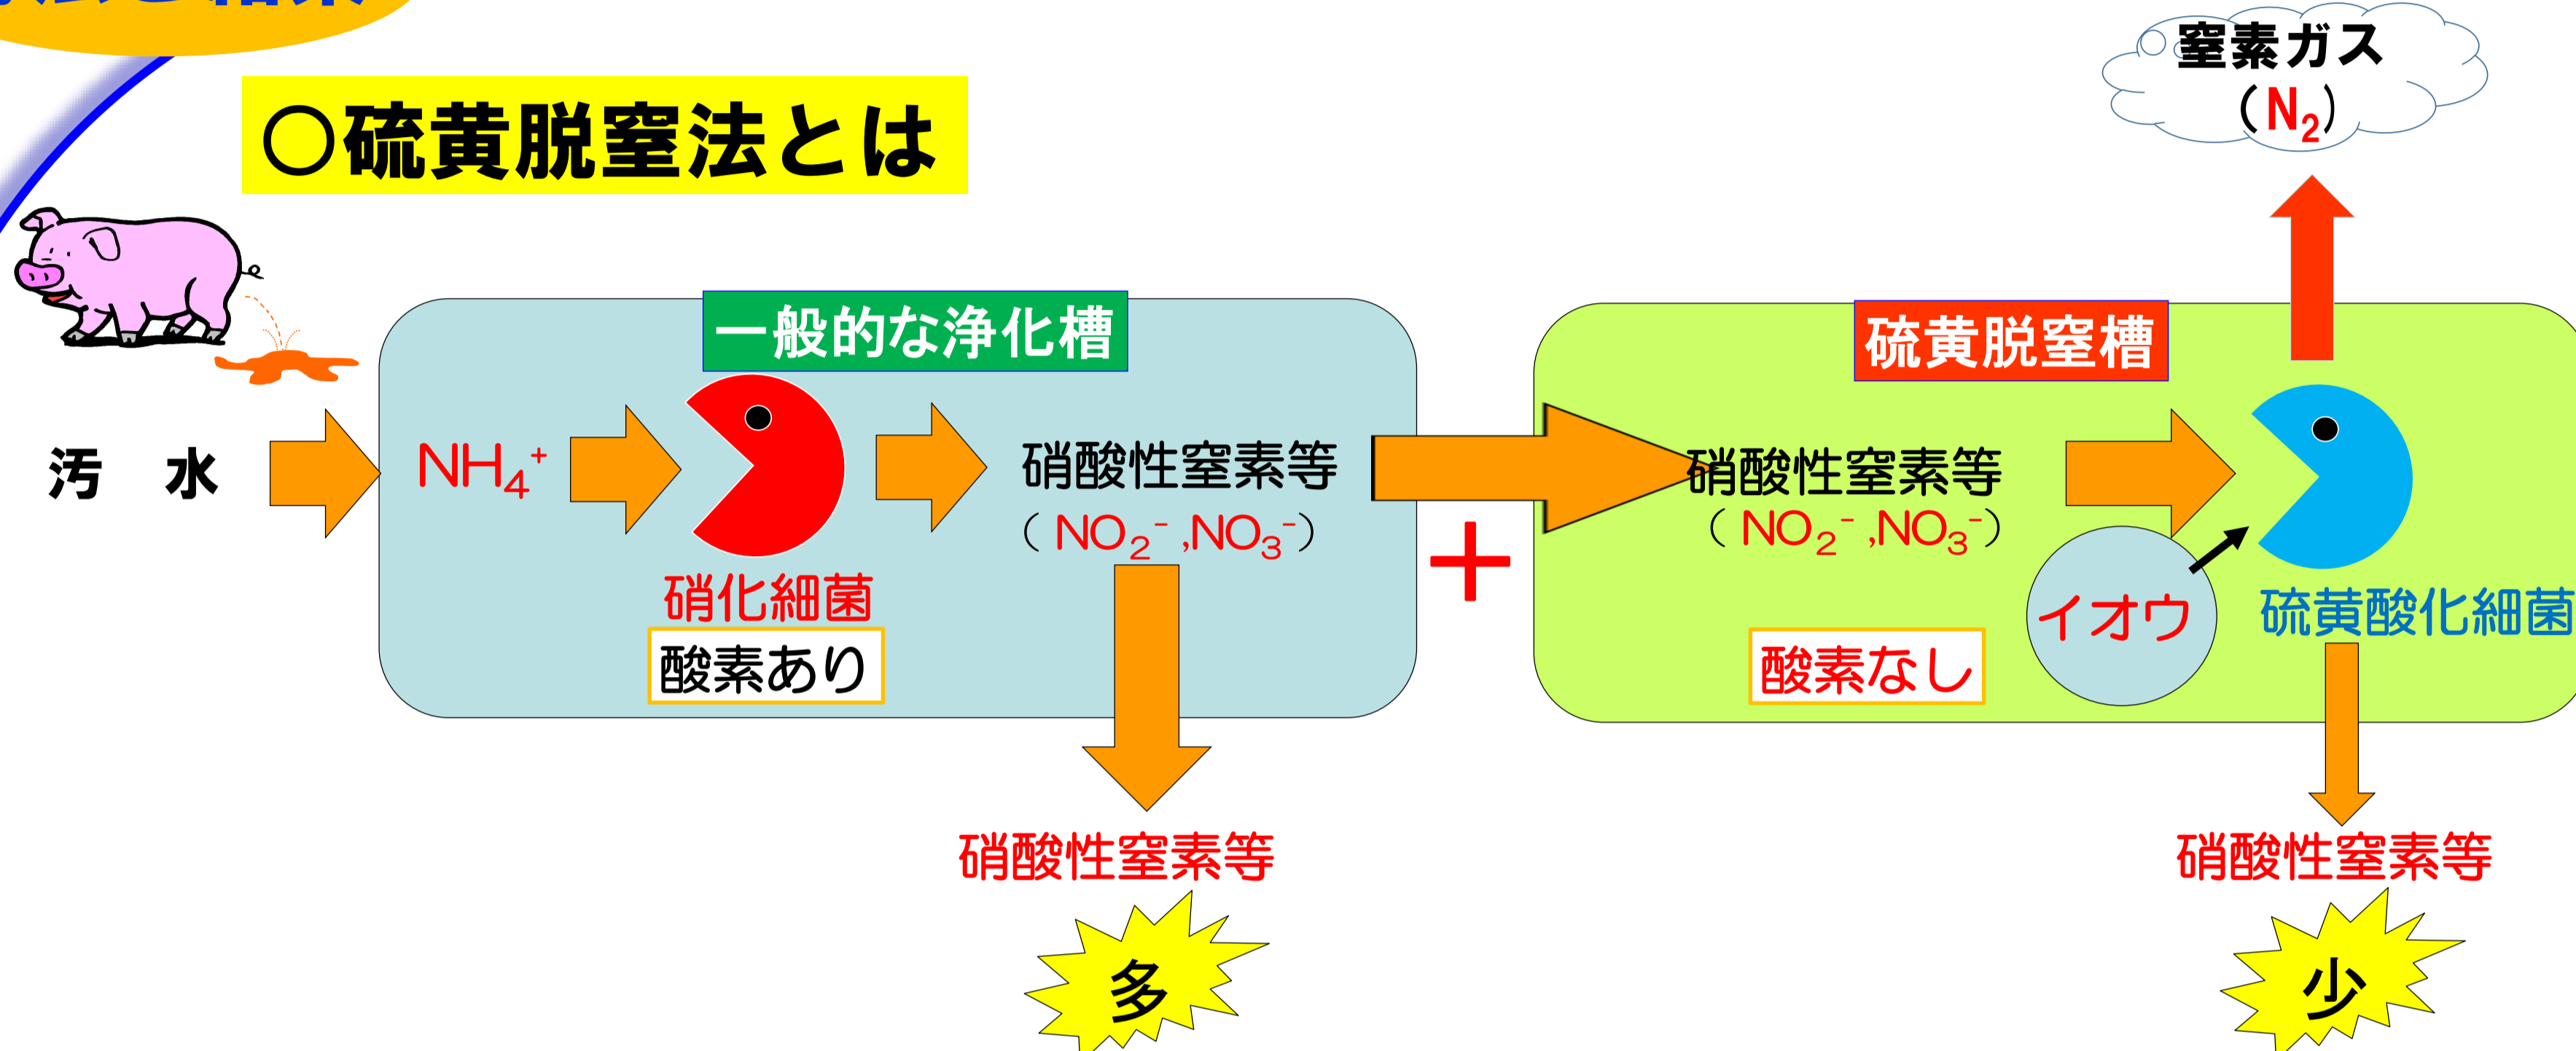 〇硫黄脱窒法とは
窒素ガス
（N₂）
一般的な浄化槽
硫黄脱窒槽
汚　水
NH₄⁺
硝酸性窒素等
（ NO₂⁻ ,NO₃⁻）
硝化細菌
酸素あり
＋
硝酸性窒素等
（ NO₂⁻ ,NO₃⁻）
イオウ
硫黄酸化細菌
酸素なし
硝酸性窒素等
多
硝酸性窒素等
少